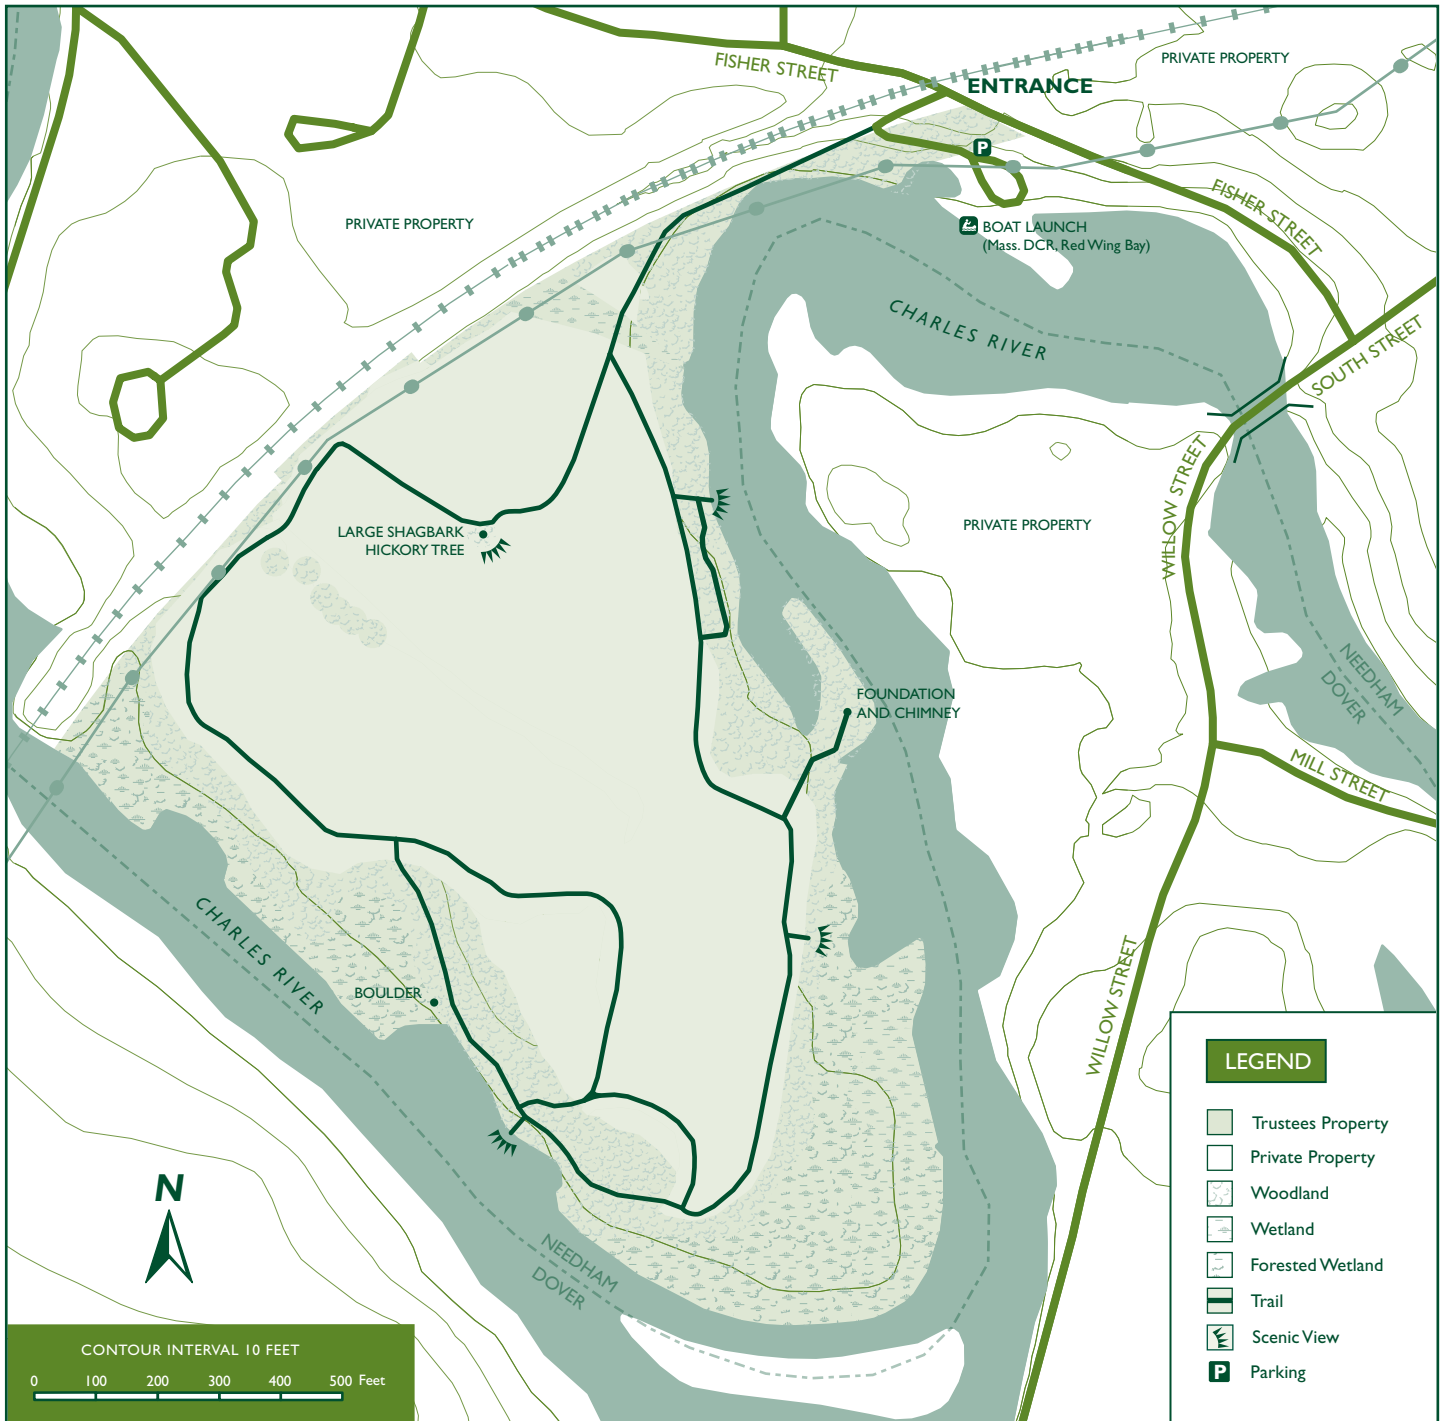 FISHER STREET
PRIVATE PROPERTY
ENTRANCE
P
PRIVATE PROPERTY
FISHER STREET
BOAT LAUNCH
(Mass. DCR, Red Wing Bay)
CHARLES RIVER
SOUTH STREET
WILLOW STREET
LARGE SHAGBARK
HICKORY TREE
PRIVATE PROPERTY
NEEDHAM
DOVER
FOUNDATION
AND CHIMNEY
MILL STREET
CHARLES RIVER
BOULDER
WILLOW STREET
NEEDHAM
DOVER
N
LEGEND
Trustees Property
Private Property
Woodland
Wetland
Forested Wetland
Trail
Scenic View
P Parking
CONTOUR INTERVAL 10 FEET
0 100 200 300 400 500 Feet